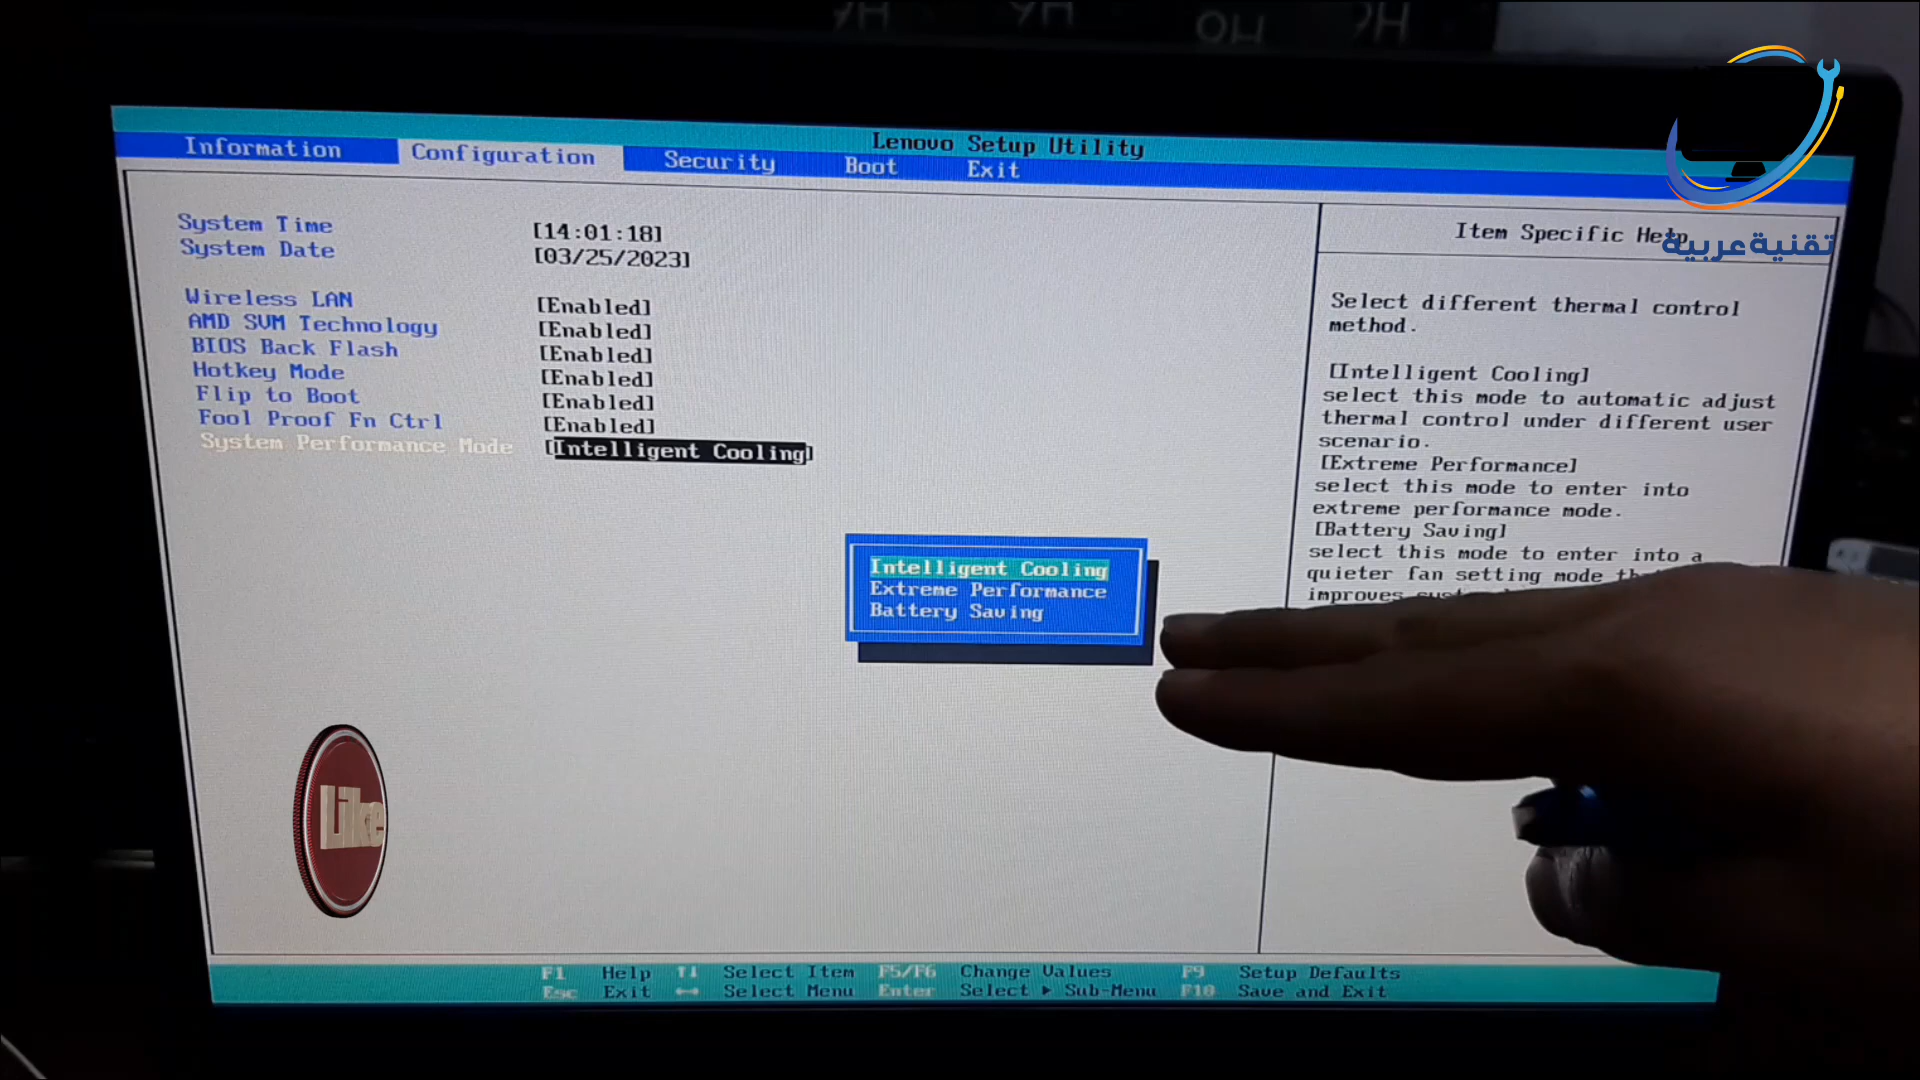 Lenovo Setup Utility
Information Configuration Security Boot Exit
System Time [14:01:18]
System Date [03/25/2023]
Wireless LAN [Enabled]
AMD SVM Technology [Enabled]
BIOS Back Flash [Enabled]
Hotkey Mode [Enabled]
Flip to Boot [Enabled]
Fool Proof Fn Ctrl [Enabled]
System Performance Mode [Intelligent Cooling]
Intelligent Cooling
Extreme Performance
Battery Saving
Item Specific Help
تقنية عربية
Select different thermal control
method.
[Intelligent Cooling]
select this mode to automatic adjust
thermal control under different user
scenario.
[Extreme Performance]
select this mode to enter into
extreme performance mode.
[Battery Saving]
select this mode to enter into a
quieter fan setting mode
improves
Like
F1 Help ↑↓ Select Item F5/F6 Change Values F9 Setup Defaults
Esc Exit ↔ Select Menu Enter Select ▶ Sub-Menu F10 Save and Exit